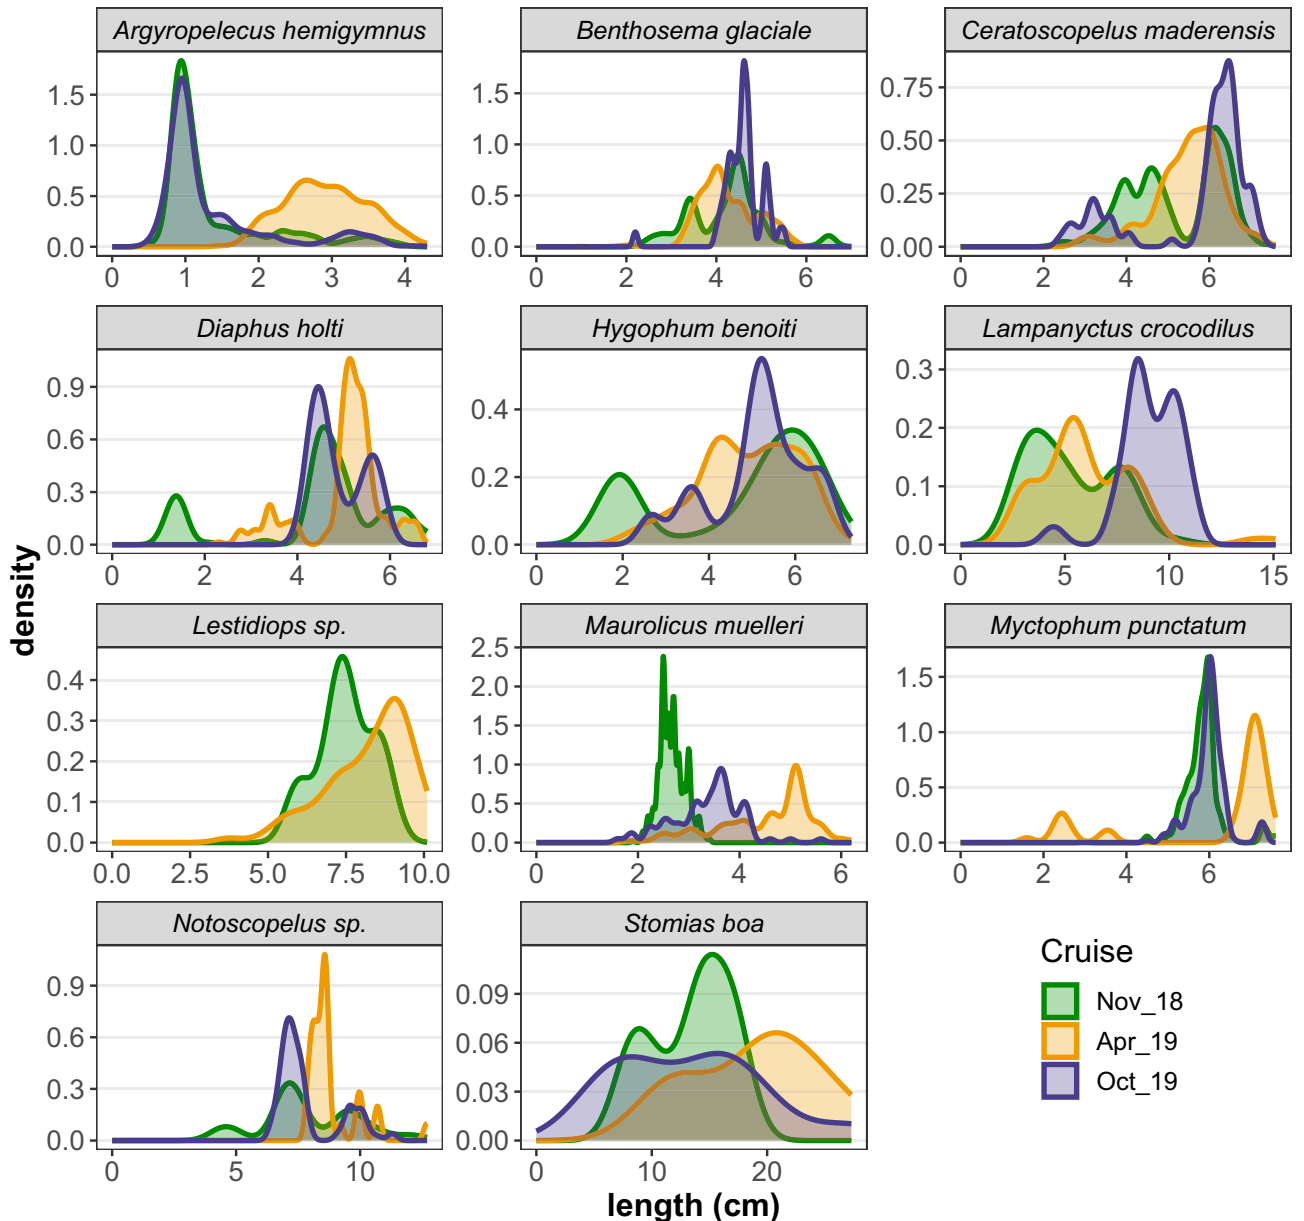 Argyropelecus hemigymnus
Benthosema glaciale
Ceratoscopelus maderensis
1.5
1.0
0.5
0.0
0 1 2 3 4
1.5
1.0
0.5
0.0
0 2 4 6
0.75
0.50
0.25
0.00
0 2 4 6
Diaphus holti
Hygophum benoiti
Lampanyctus crocodilus
0.9
0.6
0.3
0.0
0 2 4 6
0.4
0.2
0.0
0 2 4 6
0.3
0.2
0.1
0.0
0 5 10 15
density
Lestidiops sp.
Maurolicus muelleri
Myctophum punctatum
0.4
0.3
0.2
0.1
0.0
0.0 2.5 5.0 7.5 10.0
2.5
2.0
1.5
1.0
0.5
0.0
0 2 4 6
1.5
1.0
0.5
0.0
0 2 4 6
Notoscopelus sp.
Stomias boa
0.9
0.6
0.3
0.0
0 5 10
0.09
0.06
0.03
0.00
0 10 20
length (cm)
Cruise
Nov_18
Apr_19
Oct_19